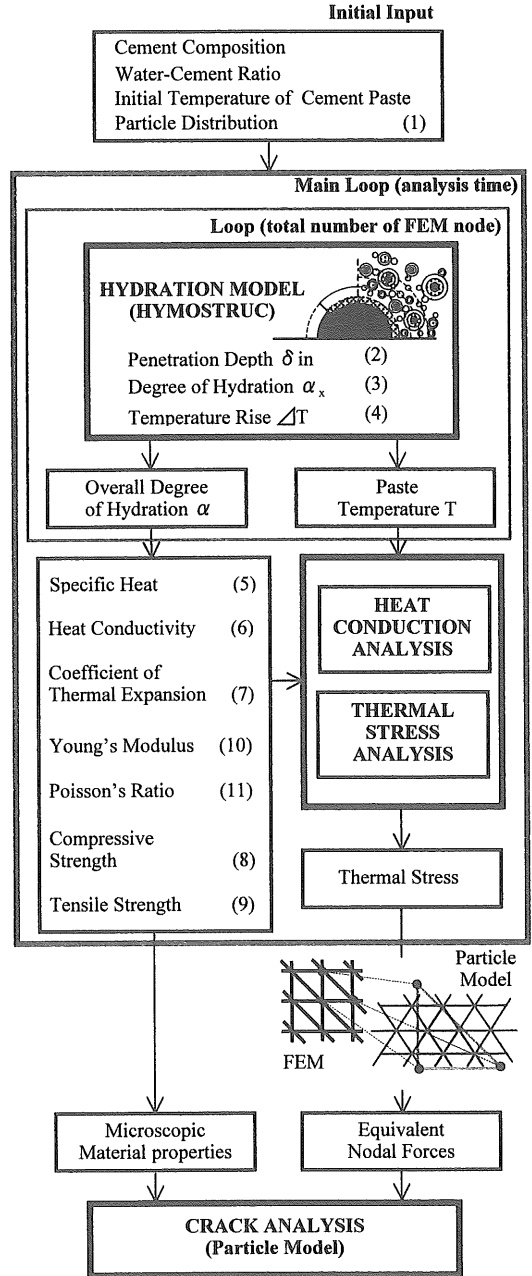 Initial Input
Cement Composition
Water-Cement Ratio
Initial Temperature of Cement Paste
Particle Distribution (1)
Main Loop (analysis time)
Loop (total number of FEM node)
HYDRATION MODEL
(HYMOSTRUC)
Penetration Depth δ in (2)
Degree of Hydration αx (3)
Temperature Rise ⊿T (4)
Overall Degree
of Hydration α
Paste
Temperature T
Specific Heat (5)
Heat Conductivity (6)
Coefficient of
Thermal Expansion (7)
Young's Modulus (10)
Poisson's Ratio (11)
Compressive
Strength (8)
Tensile Strength (9)
HEAT
CONDUCTION
ANALYSIS
THERMAL
STRESS
ANALYSIS
Thermal Stress
Particle
Model
FEM
Microscopic
Material properties
Equivalent
Nodal Forces
CRACK ANALYSIS
(Particle Model)